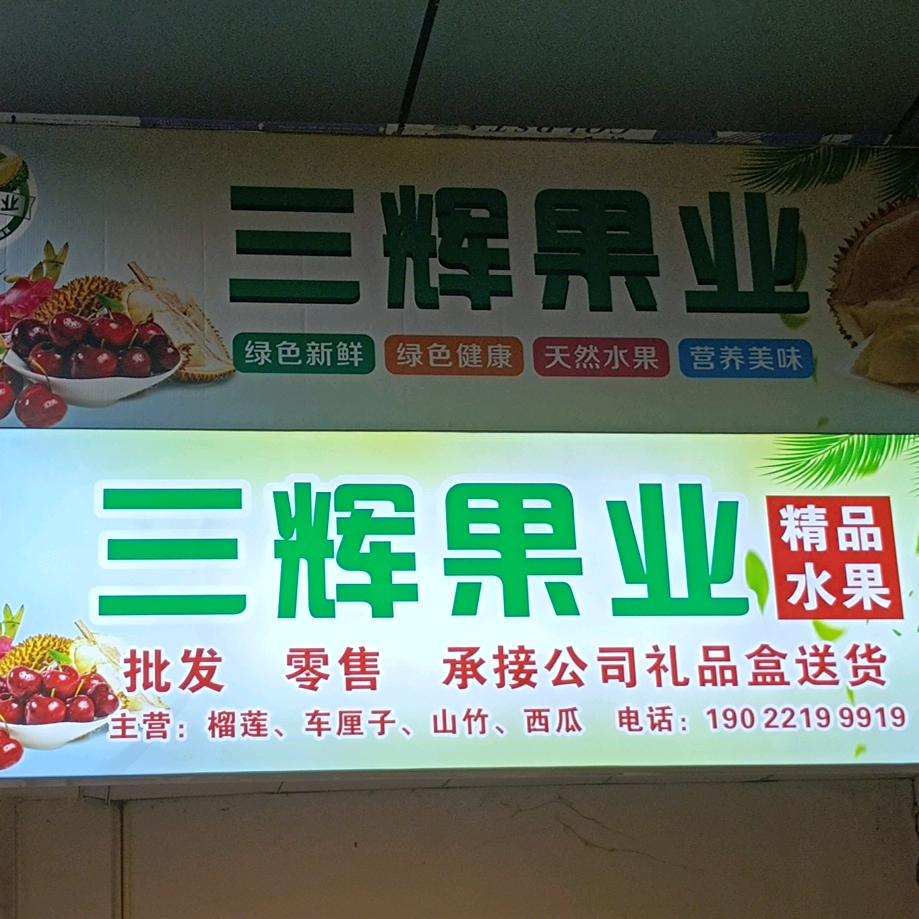 三辉果业
绿色新鲜 绿色健康 天然水果 营养美味
三辉果业
精品
水果
批发 零售 承接公司礼品盒送货
主营：榴莲、车厘子、山竹、西瓜 电话：190 2219 9919